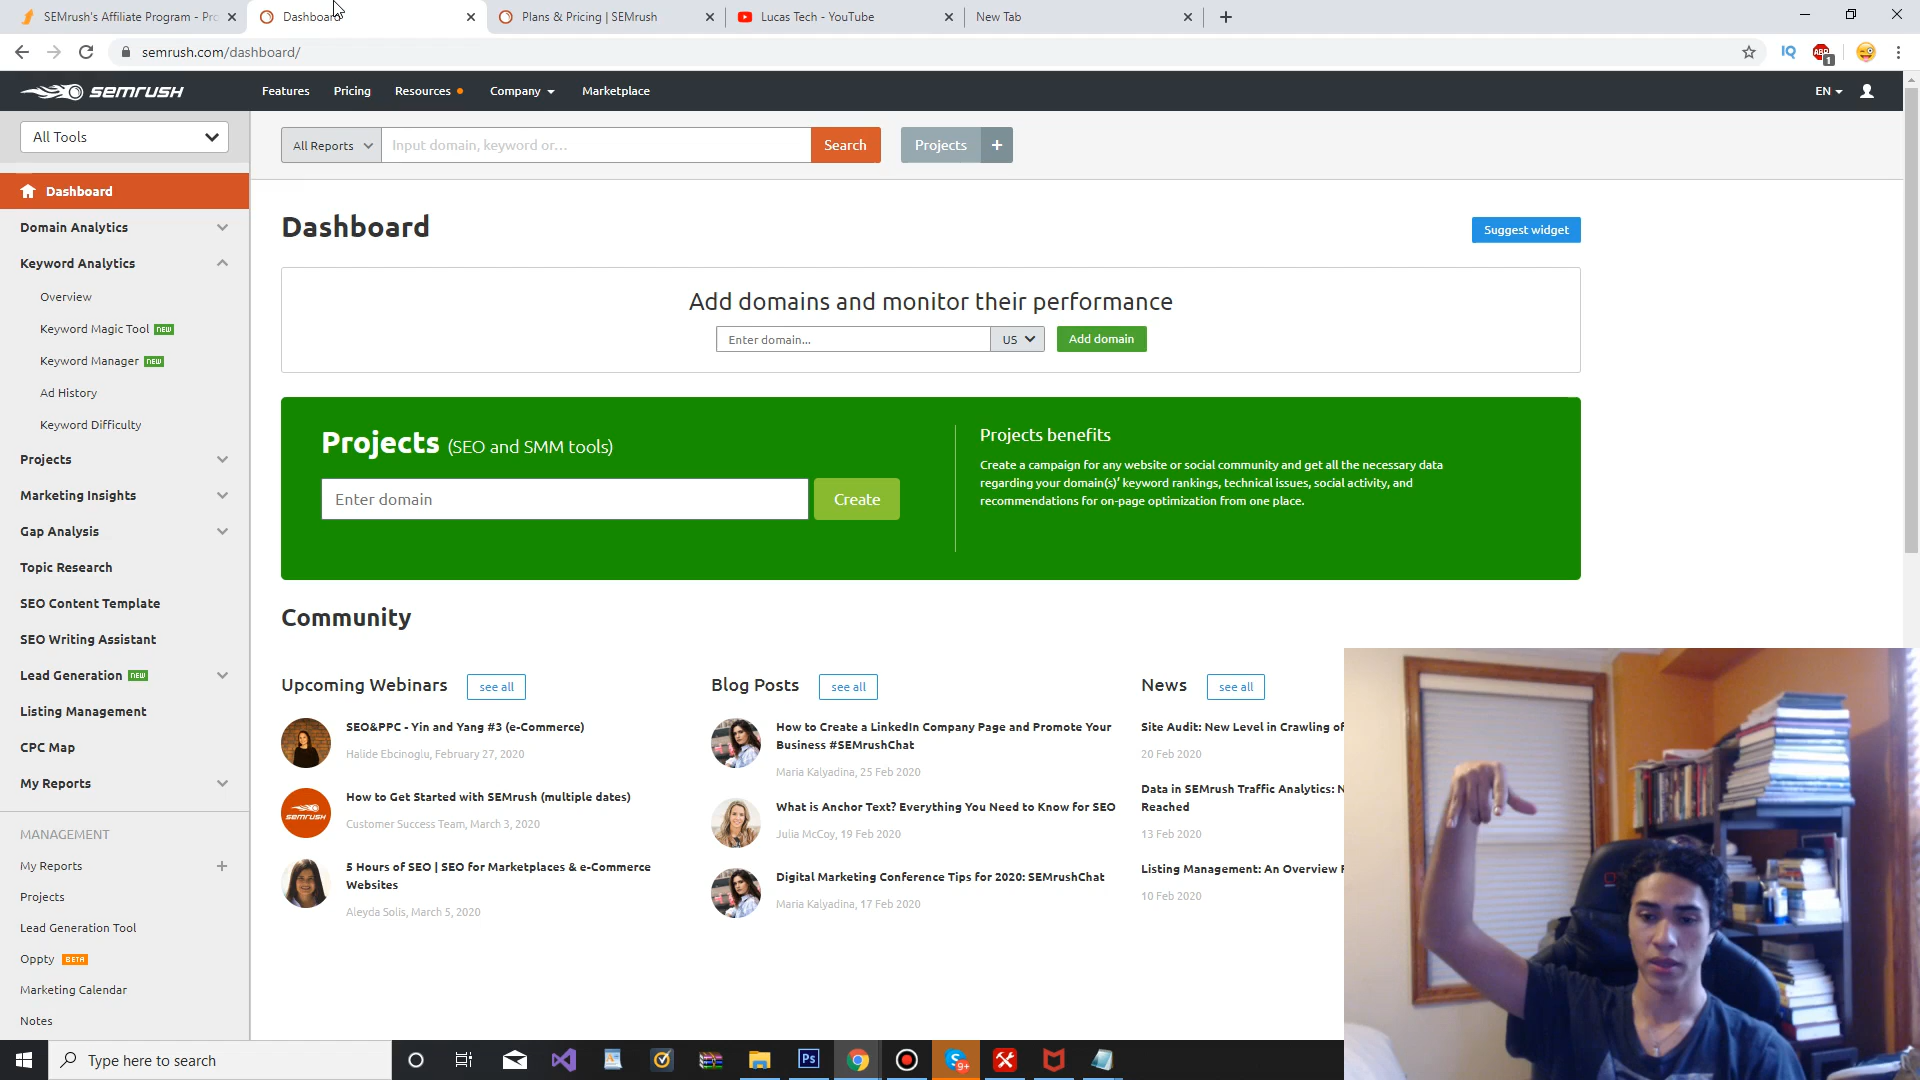 SEMrush's Affiliate Program - Pro
Dashboard
Plans & Pricing | SEMrush
Lucas Tech - YouTube
New Tab
semrush.com/dashboard/
IQ
ABP
1
SEMRUSH
Features
Pricing
Resources
Company
Marketplace
EN
All Tools
All Reports
Input domain, keyword or...
Search
Projects +
Dashboard
Domain Analytics
Keyword Analytics
Overview
Keyword Magic Tool NEW
Keyword Manager NEW
Ad History
Keyword Difficulty
Projects
Marketing Insights
Gap Analysis
Topic Research
SEO Content Template
SEO Writing Assistant
Lead Generation NEW
Listing Management
CPC Map
My Reports
MANAGEMENT
My Reports +
Projects
Lead Generation Tool
Oppty BETA
Marketing Calendar
Notes
Dashboard
Suggest widget
Add domains and monitor their performance
Enter domain...
US
Add domain
Projects (SEO and SMM tools)
Enter domain
Create
Projects benefits
Create a campaign for any website or social community and get all the necessary data
regarding your domain(s)' keyword rankings, technical issues, social activity, and
recommendations for on-page optimization from one place.
Community
Upcoming Webinars
see all
SEO&PPC - Yin and Yang #3 (e-Commerce)
Halide Ebcinoglu, February 27, 2020
SEMRUSH
How to Get Started with SEMrush (multiple dates)
Customer Success Team, March 3, 2020
5 Hours of SEO | SEO for Marketplaces & e-Commerce
Websites
Aleyda Solis, March 5, 2020
Blog Posts
see all
How to Create a LinkedIn Company Page and Promote Your
Business #SEMrushChat
Maria Kalyadina, 25 Feb 2020
What is Anchor Text? Everything You Need to Know for SEO
Julia McCoy, 19 Feb 2020
Digital Marketing Conference Tips for 2020: SEMrushChat
Maria Kalyadina, 17 Feb 2020
News
see all
Site Audit: New Level in Crawling of
20 Feb 2020
Data in SEMrush Traffic Analytics: N
Reached
13 Feb 2020
Listing Management: An Overview F
10 Feb 2020
Type here to search
Ps
S
9+